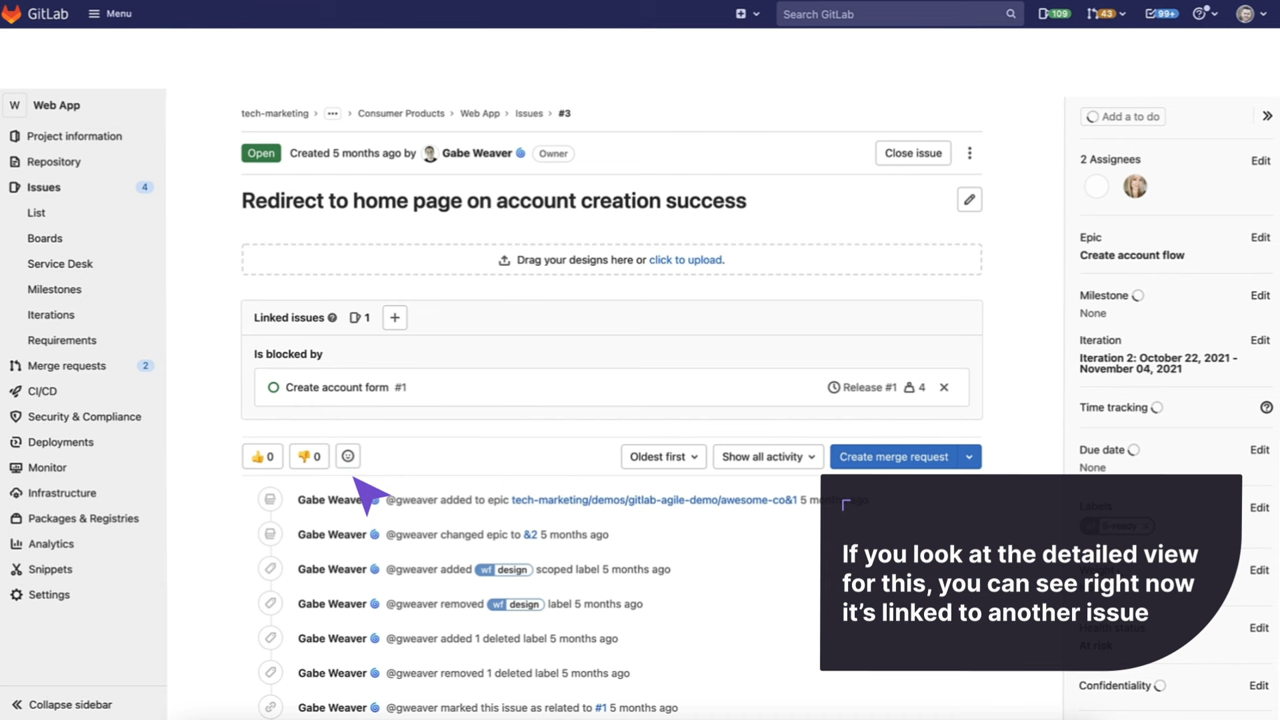 GitLab
Menu
Search GitLab
109
43
99+
W Web App
Project information
Repository
Issues 4
List
Boards
Service Desk
Milestones
Iterations
Requirements
Merge requests 2
CI/CD
Security & Compliance
Deployments
Monitor
Infrastructure
Packages & Registries
Analytics
Snippets
Settings
Collapse sidebar
tech-marketing > ... > Consumer Products > Web App > Issues > #3
Open Created 5 months ago by Gabe Weaver Owner
Close issue
Redirect to home page on account creation success
Drag your designs here or click to upload.
Linked issues 1
Is blocked by
Create account form #1 Release #1 4
0 0
Oldest first Show all activity Create merge request
Gabe Weaver @gweaver added to epic tech-marketing/demos/gitlab-agile-demo/awesome-co&1 5 months ago
Gabe Weaver @gweaver changed epic to &2 5 months ago
Gabe Weaver @gweaver added wf design scoped label 5 months ago
Gabe Weaver @gweaver removed wf design label 5 months ago
Gabe Weaver @gweaver added 1 deleted label 5 months ago
Gabe Weaver @gweaver removed 1 deleted label 5 months ago
Gabe Weaver @gweaver marked this issue as related to #1 5 months ago
Add a to do
2 Assignees Edit
Epic Edit
Create account flow
Milestone Edit
None
Iteration Edit
Iteration 2: October 22, 2021 -
November 04, 2021
Time tracking
Due date Edit
None
Labels Edit
Edit
Health status Edit
At risk
Confidentiality Edit
If you look at the detailed view
for this, you can see right now
it's linked to another issue